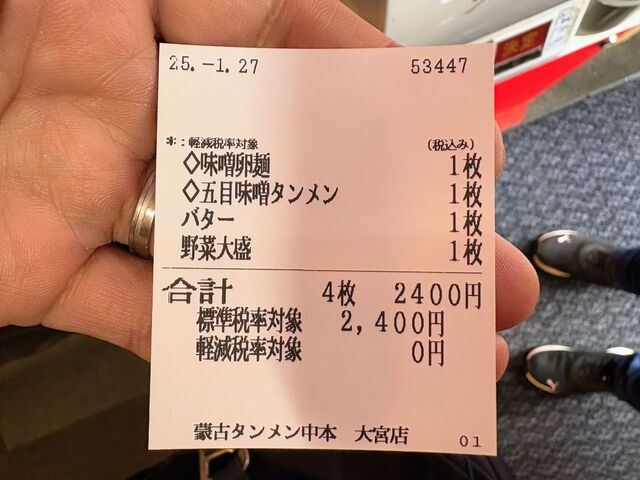 決定
25.-1.27 53447
*:軽減税率対象 (税込み)
◇味噌卵麺 1枚
◇五目味噌タンメン 1枚
バター 1枚
野菜大盛 1枚
合計 4枚 2400円
標準税率対象 2,400円
軽減税率対象 0円
蒙古タンメン中本 大宮店 01